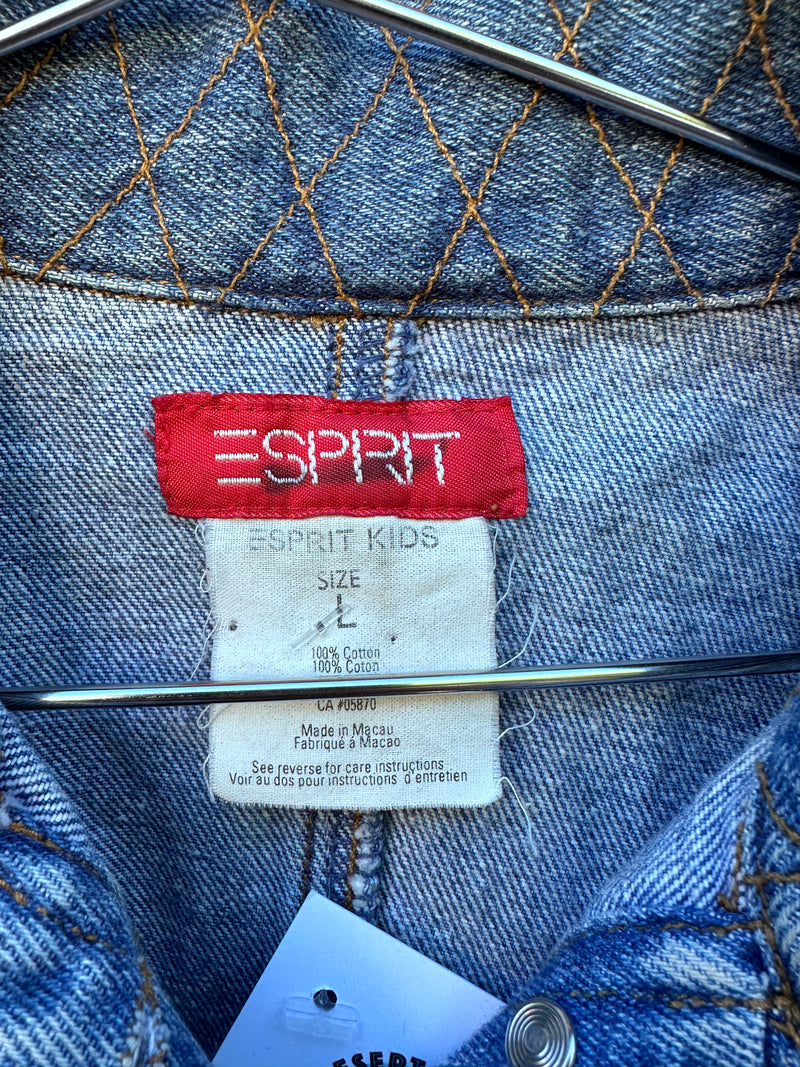 ESPRIT
ESPRIT KIDS
SIZE
L
100% Cotton
100% Coton
CA #05870
Made in Macau
Fabriqué à Macao
See reverse for care instructions
Voir au dos pour instructions d'entretien